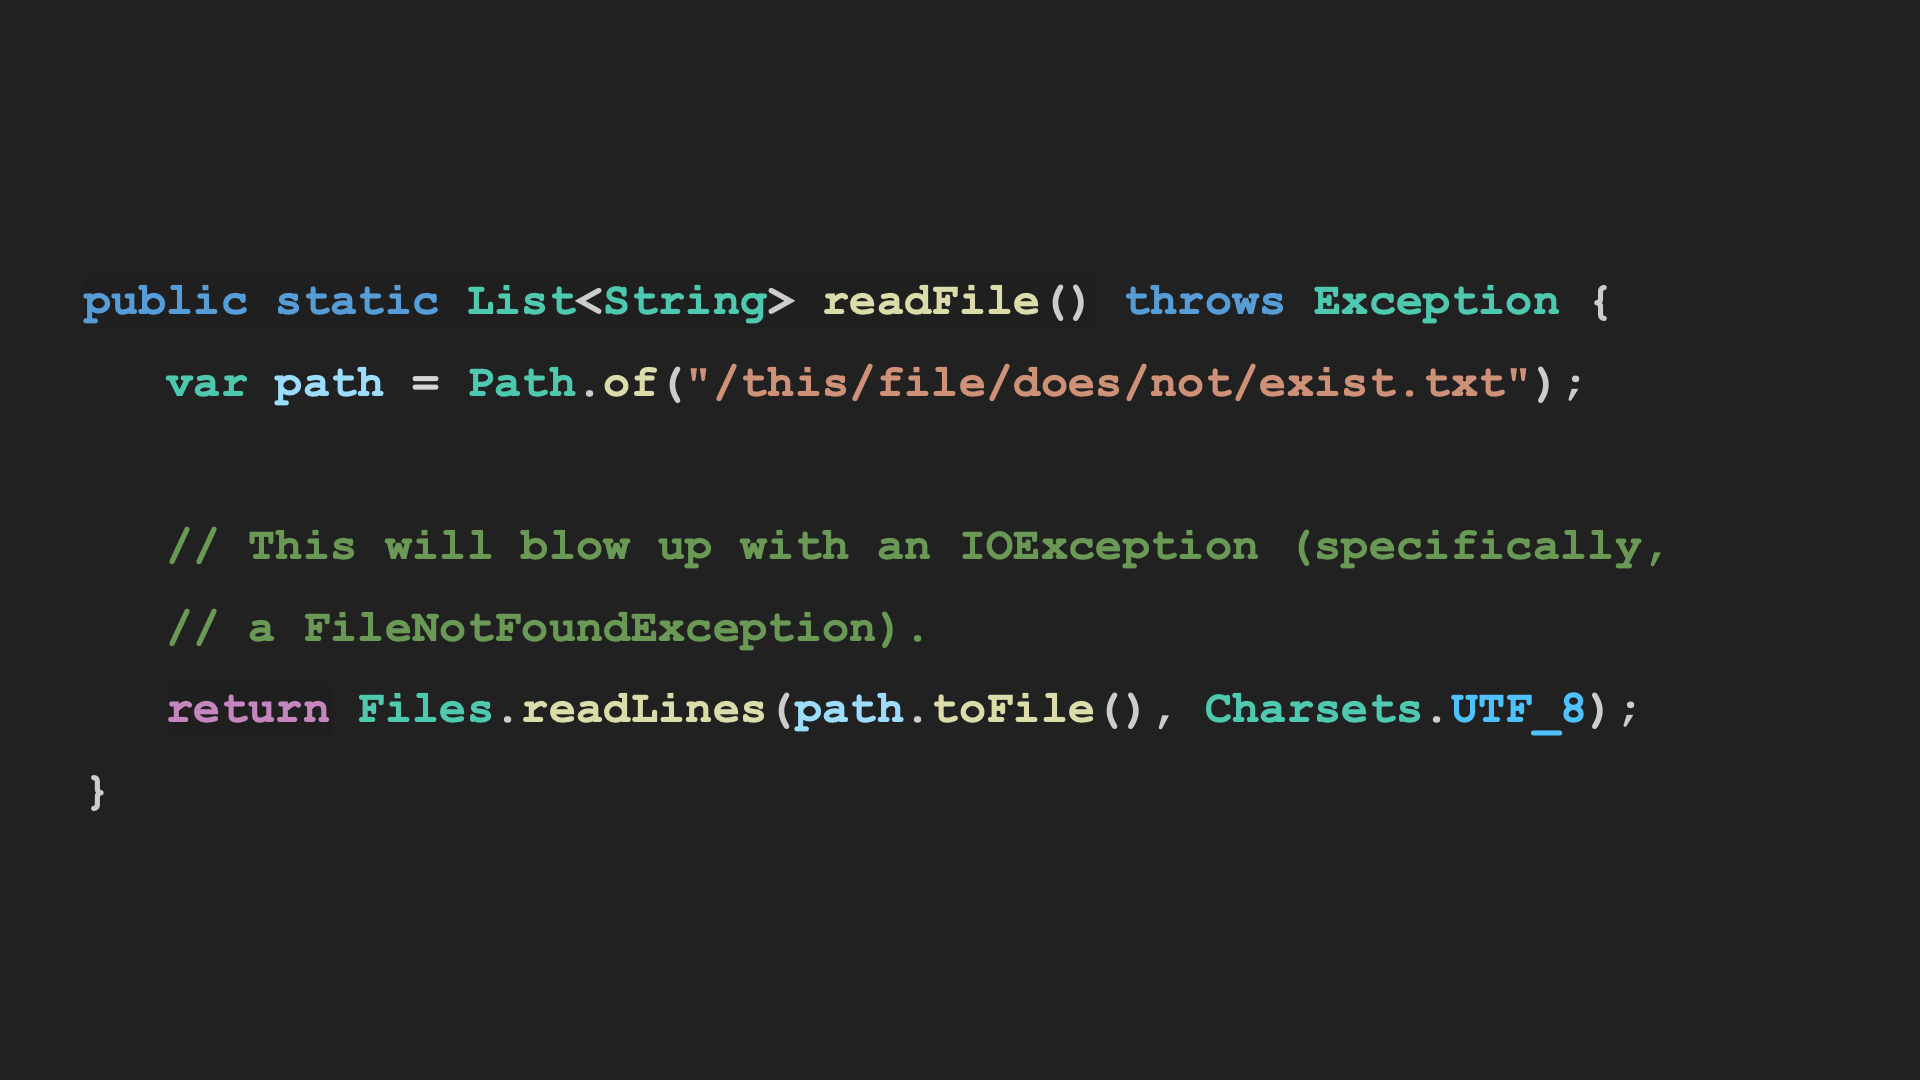 public static List<String> readFile() throws Exception {
var path = Path.of("/this/file/does/not/exist.txt");
// This will blow up with an IOException (specifically,
// a FileNotFoundException).
return Files.readLines(path.toFile(), Charsets.UTF_8);
}